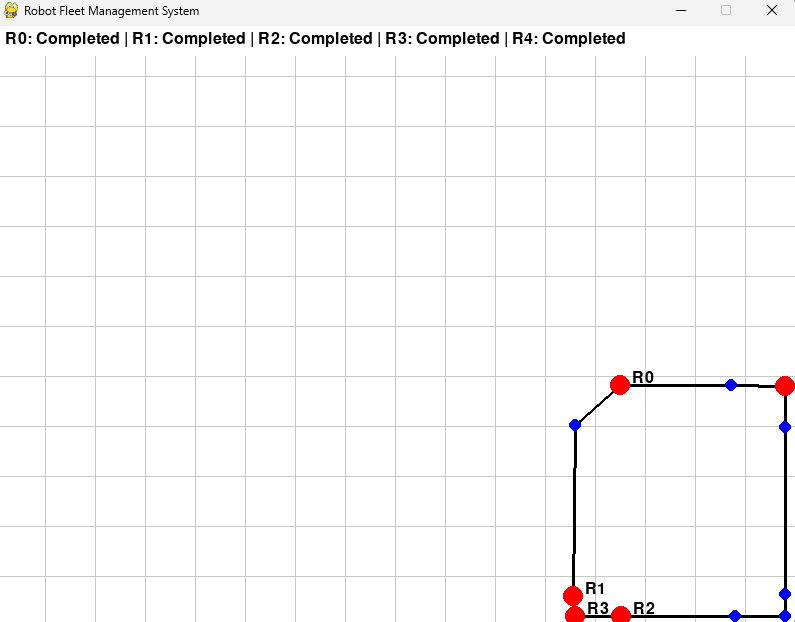 Robot Fleet Management System
R0: Completed | R1: Completed | R2: Completed | R3: Completed | R4: Completed
R0
R1
R3 R2